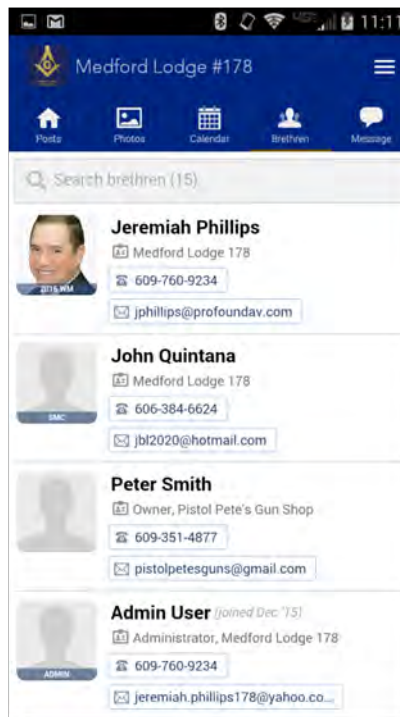 11:11
Medford Lodge #178
Posts Photos Calendar Brethren Message
Search brethren (15)
Jeremiah Phillips
Medford Lodge 178
609-760-9234
2015 WM
jphillips@profoundav.com
John Quintana
Medford Lodge 178
606-384-6624
SMC
jbl2020@hotmail.com
Peter Smith
Owner, Pistol Pete's Gun Shop
609-351-4877
pistolpetesguns@gmail.com
Admin User (joined Dec '15)
Administrator, Medford Lodge 178
609-760-9234
ADMIN
jeremiah.phillips178@yahoo.co...